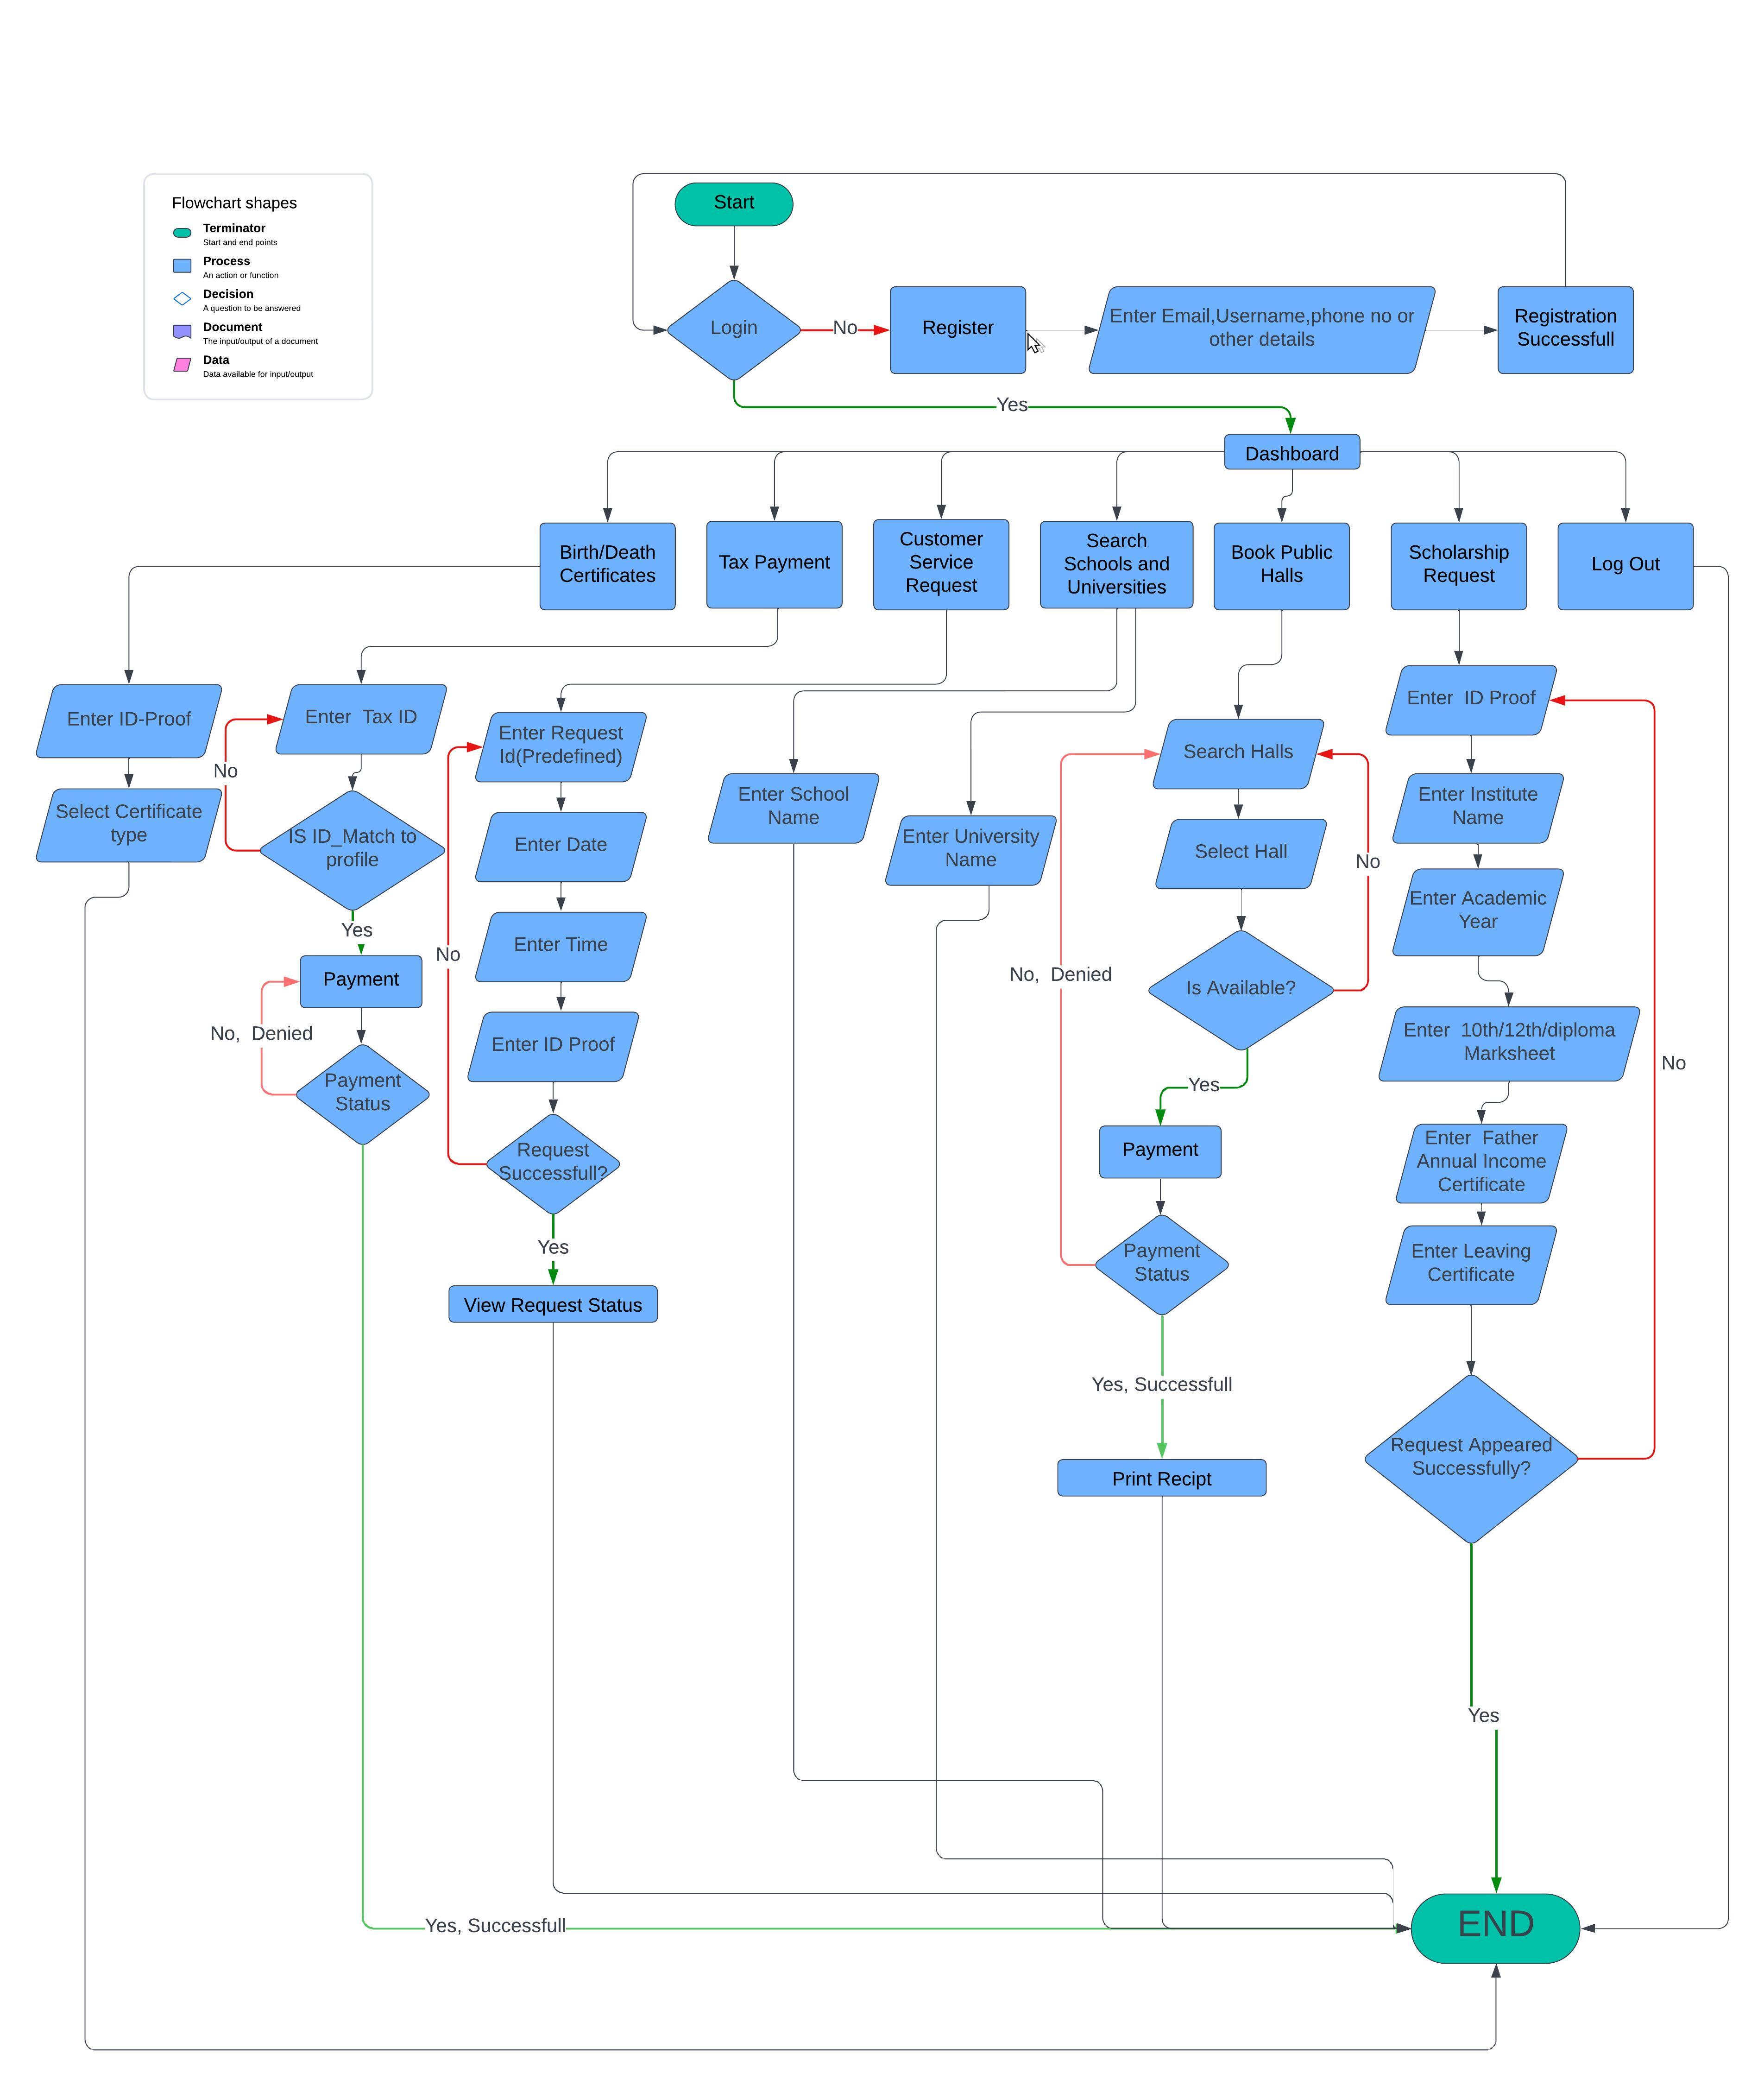 Flowchart shapes
Terminator
Start and end points
Process
An action or function
Decision
A question to be answered
Document
The input/output of a document
Data
Data available for input/output
Start
Login
No
Register
Enter Email,Username,phone no or
other details
Registration
Successfull
Yes
Dashboard
Birth/Death
Certificates
Tax Payment
Customer
Service
Request
Search
Schools and
Universities
Book Public
Halls
Scholarship
Request
Log Out
Enter ID-Proof
Select Certificate
type
Enter  Tax ID
No
IS ID_Match to
profile
Yes
Payment
No,  Denied
Payment
Status
Yes, Successfull
Enter Request
Id(Predefined)
Enter Date
Enter Time
No
Enter ID Proof
Request
Successfull?
Yes
View Request Status
Enter School
Name
Enter University
Name
Search Halls
Select Hall
No
Is Available?
No,  Denied
Yes
Payment
Payment
Status
Yes, Successfull
Print Recipt
Enter  ID Proof
Enter Institute
Name
Enter Academic
Year
Enter  10th/12th/diploma
Marksheet
No
Enter  Father
Annual Income
Certificate
Enter Leaving
Certificate
Request Appeared
Successfully?
Yes
END